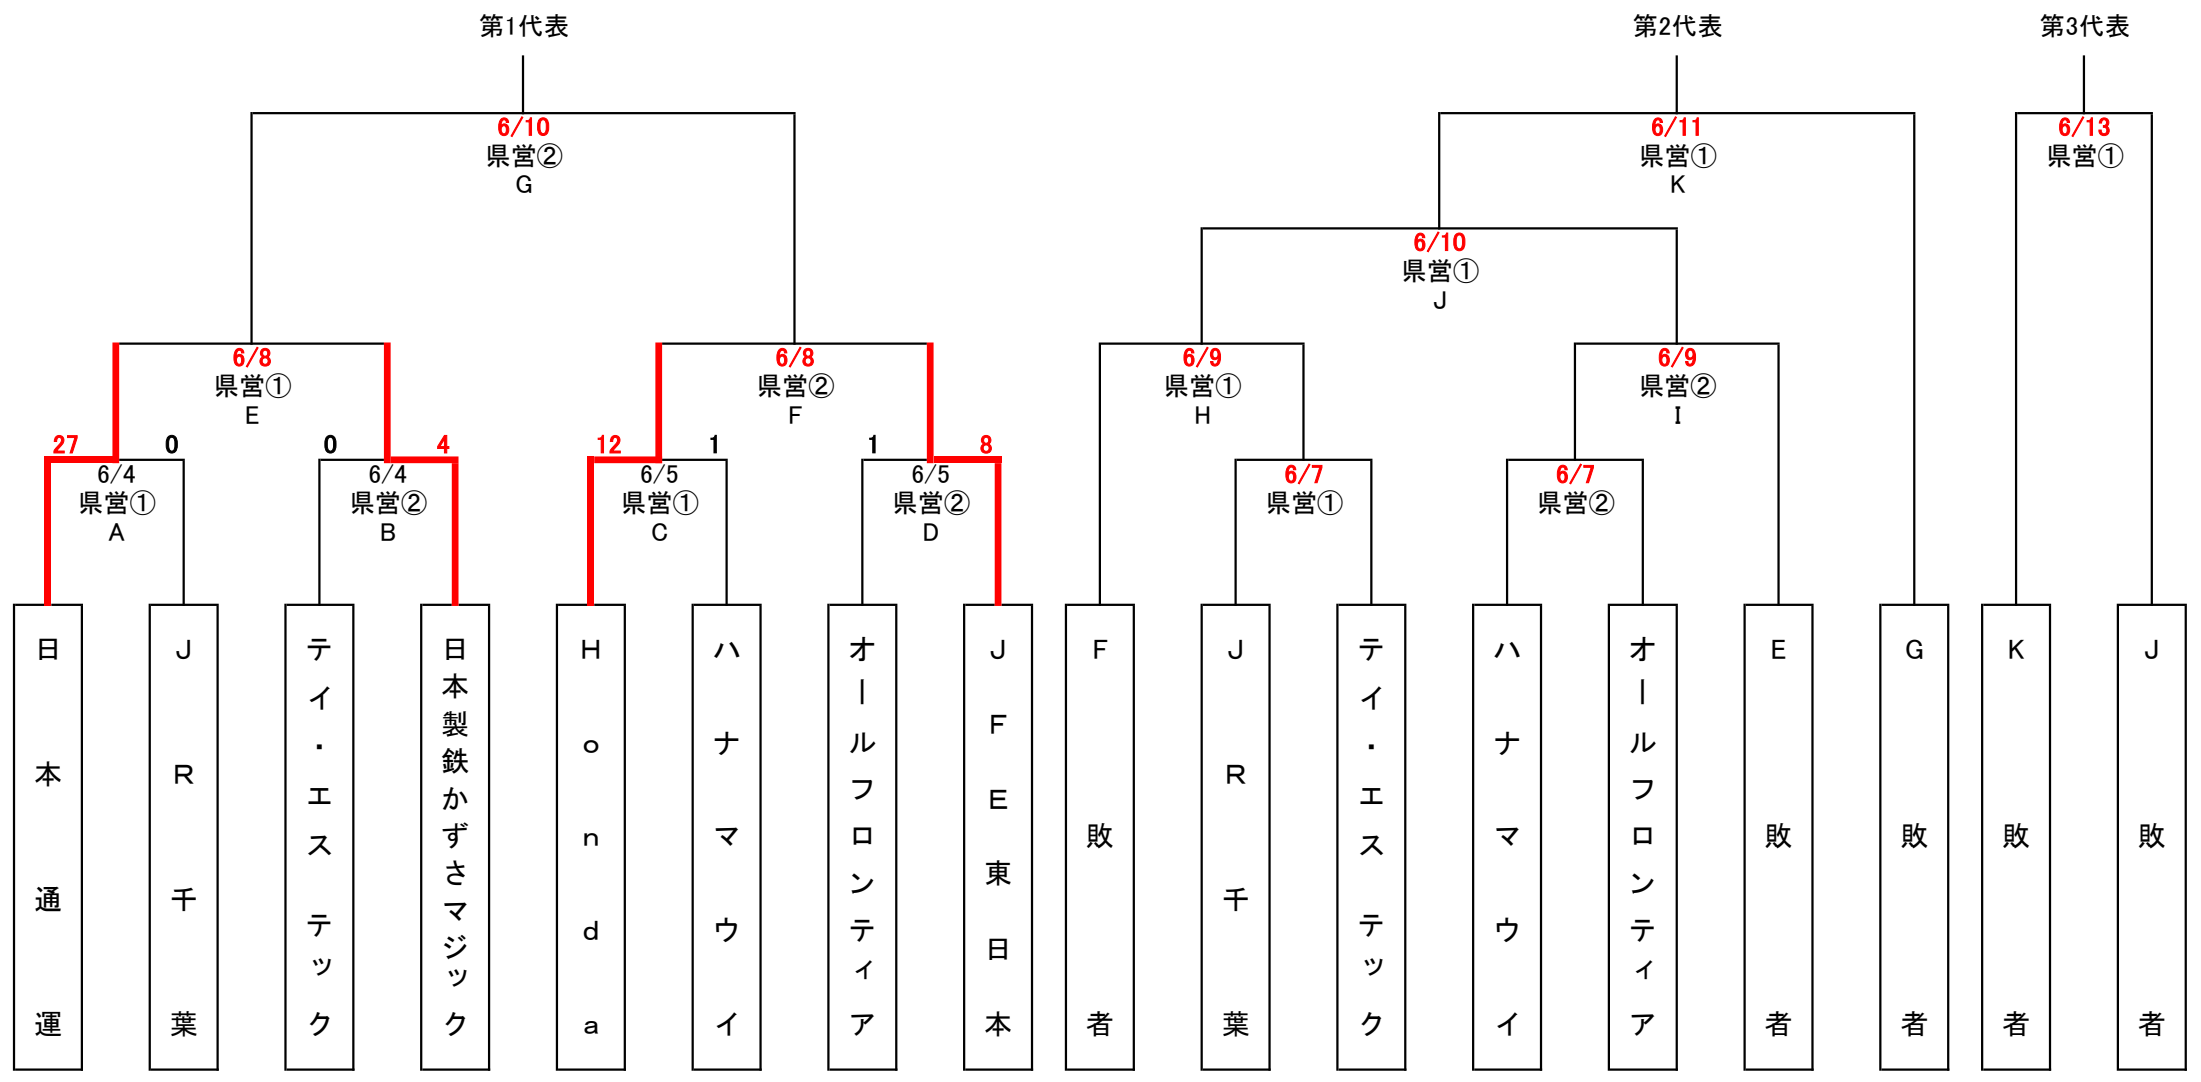 第1代表
第2代表
第3代表
6/10
県営②
G
6/11
県営①
K
6/13
県営①
6/10
県営①
J
6/8
県営①
E
6/8
県営②
F
6/9
県営①
H
6/9
県営②
I
27 0
6/4
県営①
A
0 4
6/4
県営②
B
12 1
6/5
県営①
C
1 8
6/5
県営②
D
6/7
県営①
6/7
県営②
日本通運
JR千葉
テイ・エス テック
日本製鉄かずさマジック
Honda
ハナマウイ
オールフロンティア
JFE東日本
F敗者
JR千葉
テイ・エス テック
ハナマウイ
オールフロンティア
E敗者
G敗者
K敗者
J敗者